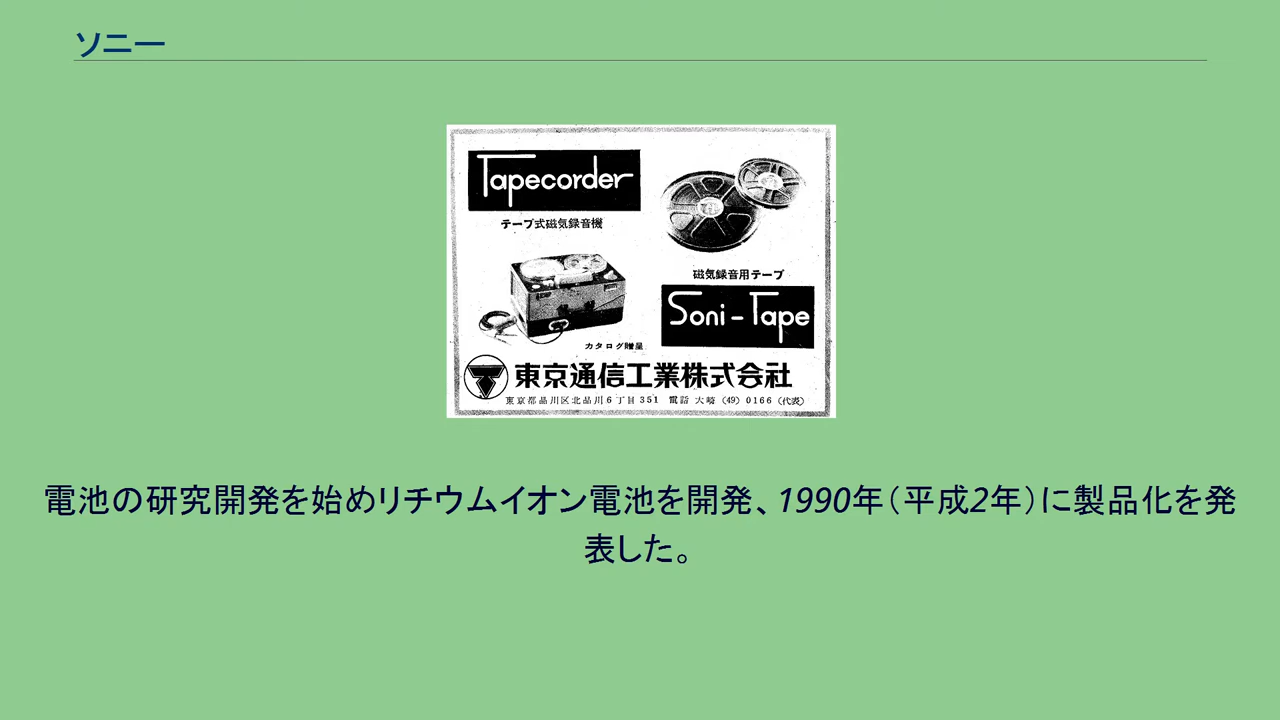 ソニー
Tapecorder
テープ式磁気録音機
磁気録音用テープ
Soni-Tape
カタログ贈呈
東京通信工業株式会社
東京都品川区北品川6丁目351 電話 大崎 (49) 0166 (代表)
電池の研究開発を始めリチウムイオン電池を開発、1990年（平成2年）に製品化を発
表した。